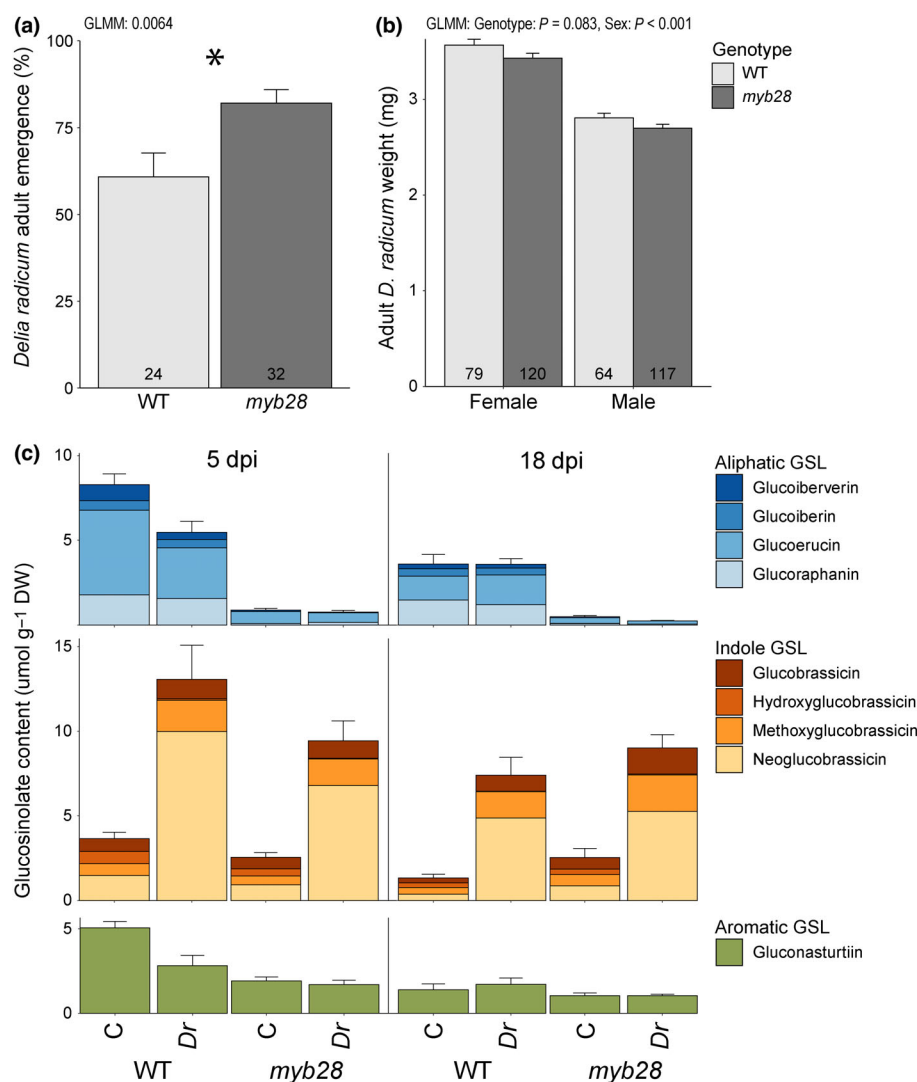 (a)
GLMM: 0.0064
100
75
50
25
0
Delia radicum adult emergence (%)
*
24
32
WT
myb28
(b)
GLMM: Genotype: P = 0.083, Sex: P < 0.001
3
2
1
0
Adult D. radicum weight (mg)
79
120
64
117
Female
Male
Genotype
WT
myb28
(c)
5 dpi
18 dpi
10
5
15
10
5
0
5
0
Glucosinolate content (umol g⁻¹ DW)
Aliphatic GSL
Glucoiberverin
Glucoiberin
Glucoerucin
Glucoraphanin
Indole GSL
Glucobrassicin
Hydroxyglucobrassicin
Methoxyglucobrassicin
Neoglucobrassicin
Aromatic GSL
Gluconasturtiin
C
Dr
C
Dr
C
Dr
C
Dr
WT
myb28
WT
myb28